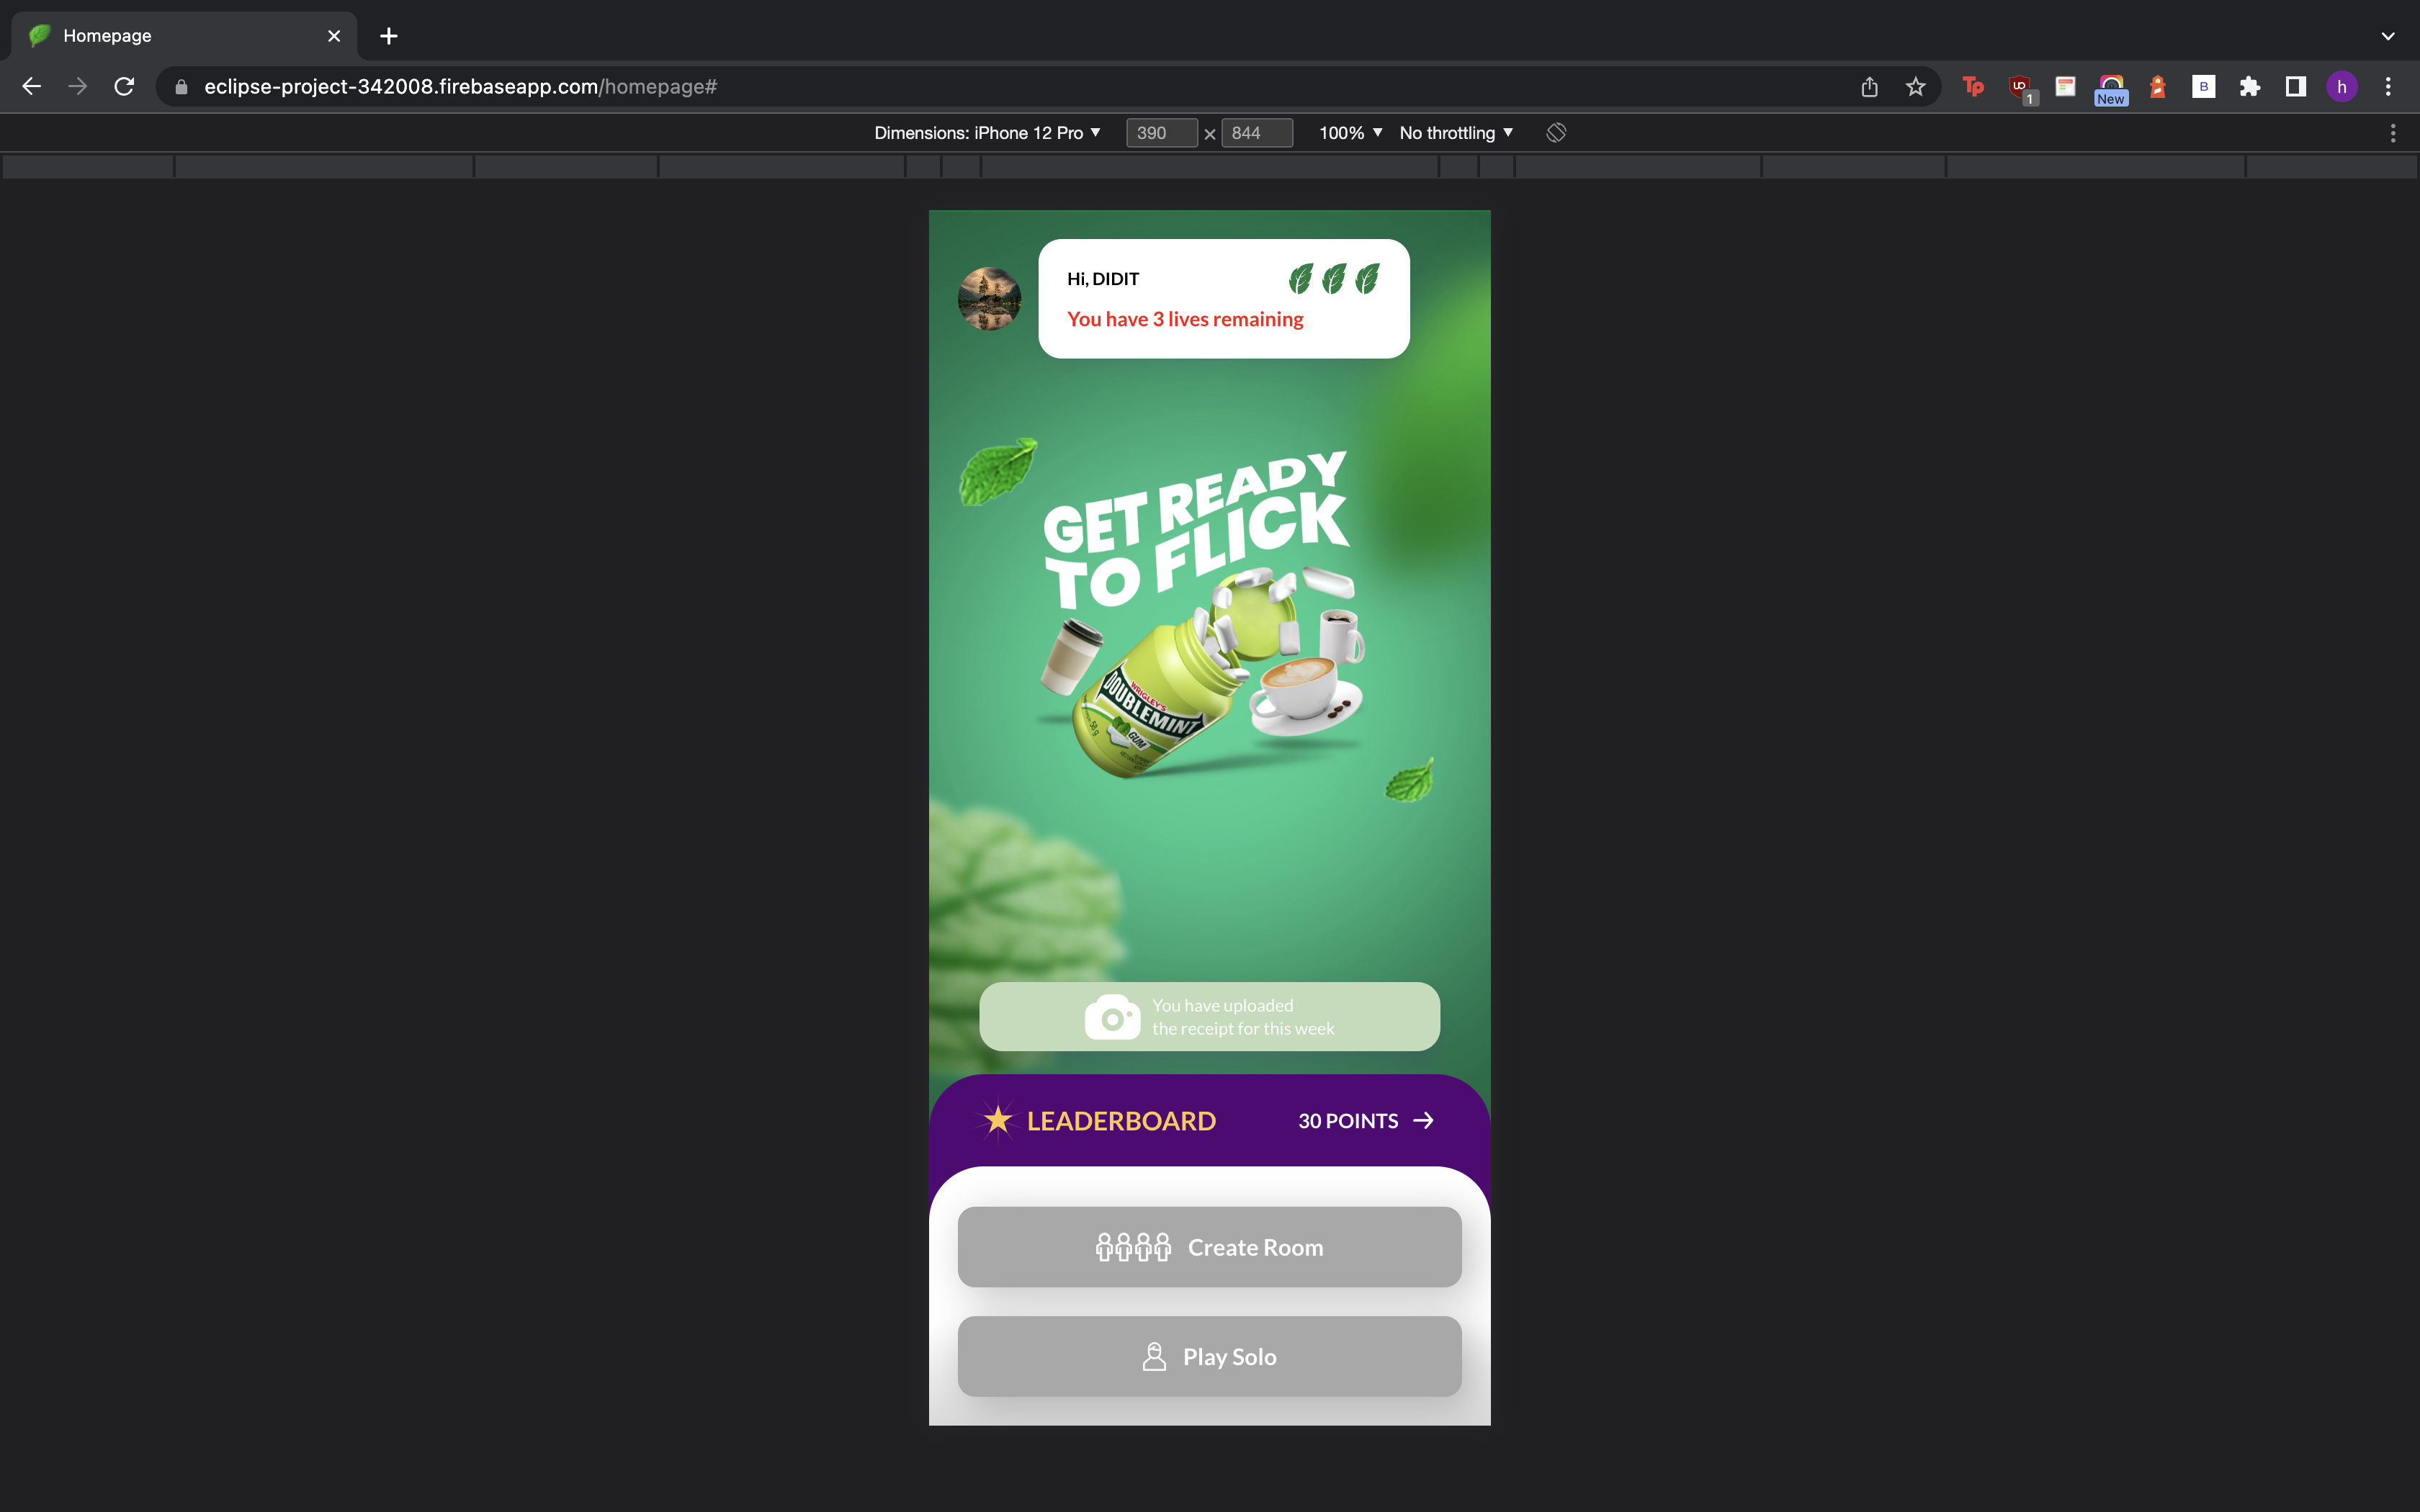 Homepage
eclipse-project-342008.firebaseapp.com/homepage#
Tp
1
New
B
h
Dimensions: iPhone 12 Pro
390 × 844
100%
No throttling
Hi, DIDIT
You have 3 lives remaining
GET READY
TO FLICK
WRIGLEY'S
DOUBLEMINT
GUM
You have uploaded
the receipt for this week
LEADERBOARD
30 POINTS
Create Room
Play Solo